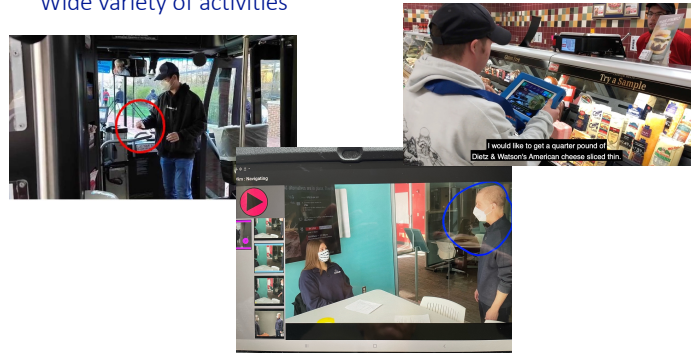 Wide variety of activities
Try a Sample
I would like to get a quarter pound of
Dietz & Watson's American cheese sliced thin.
: Navigating